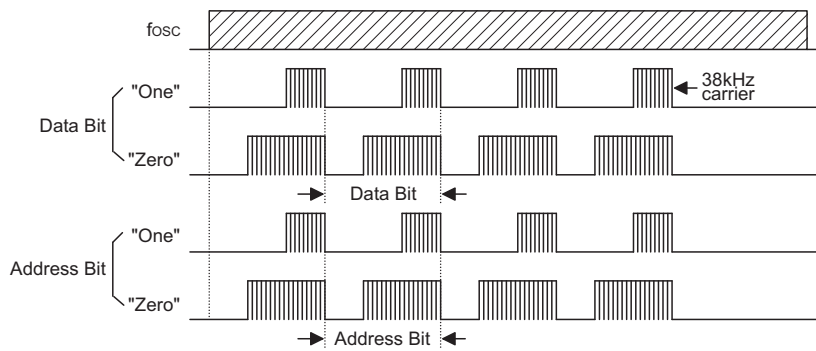 fosc
"One"
38kHz
carrier
Data Bit
"Zero"
Data Bit
"One"
Address Bit
"Zero"
Address Bit